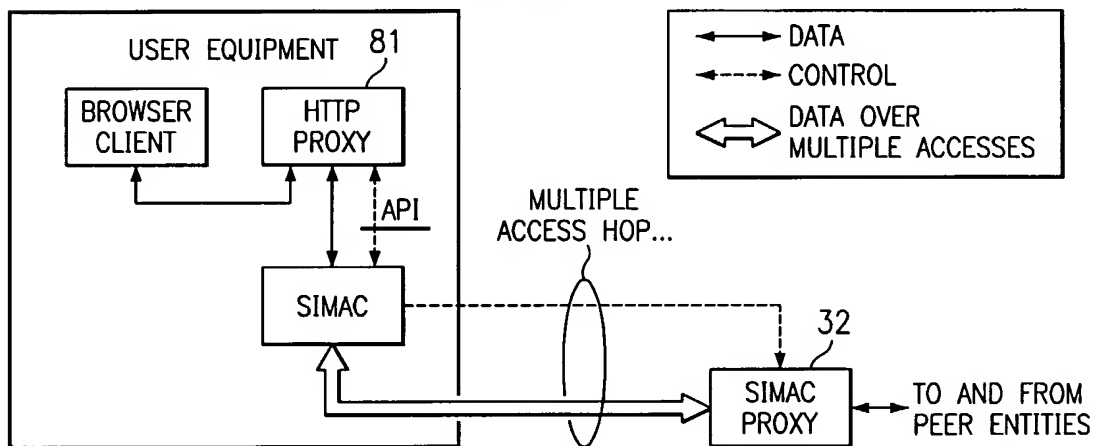 USER EQUIPMENT
81
BROWSER
CLIENT
HTTP
PROXY
API
SIMAC
DATA
CONTROL
DATA OVER
MULTIPLE ACCESSES
MULTIPLE
ACCESS HOP...
32
SIMAC
PROXY
TO AND FROM
PEER ENTITIES